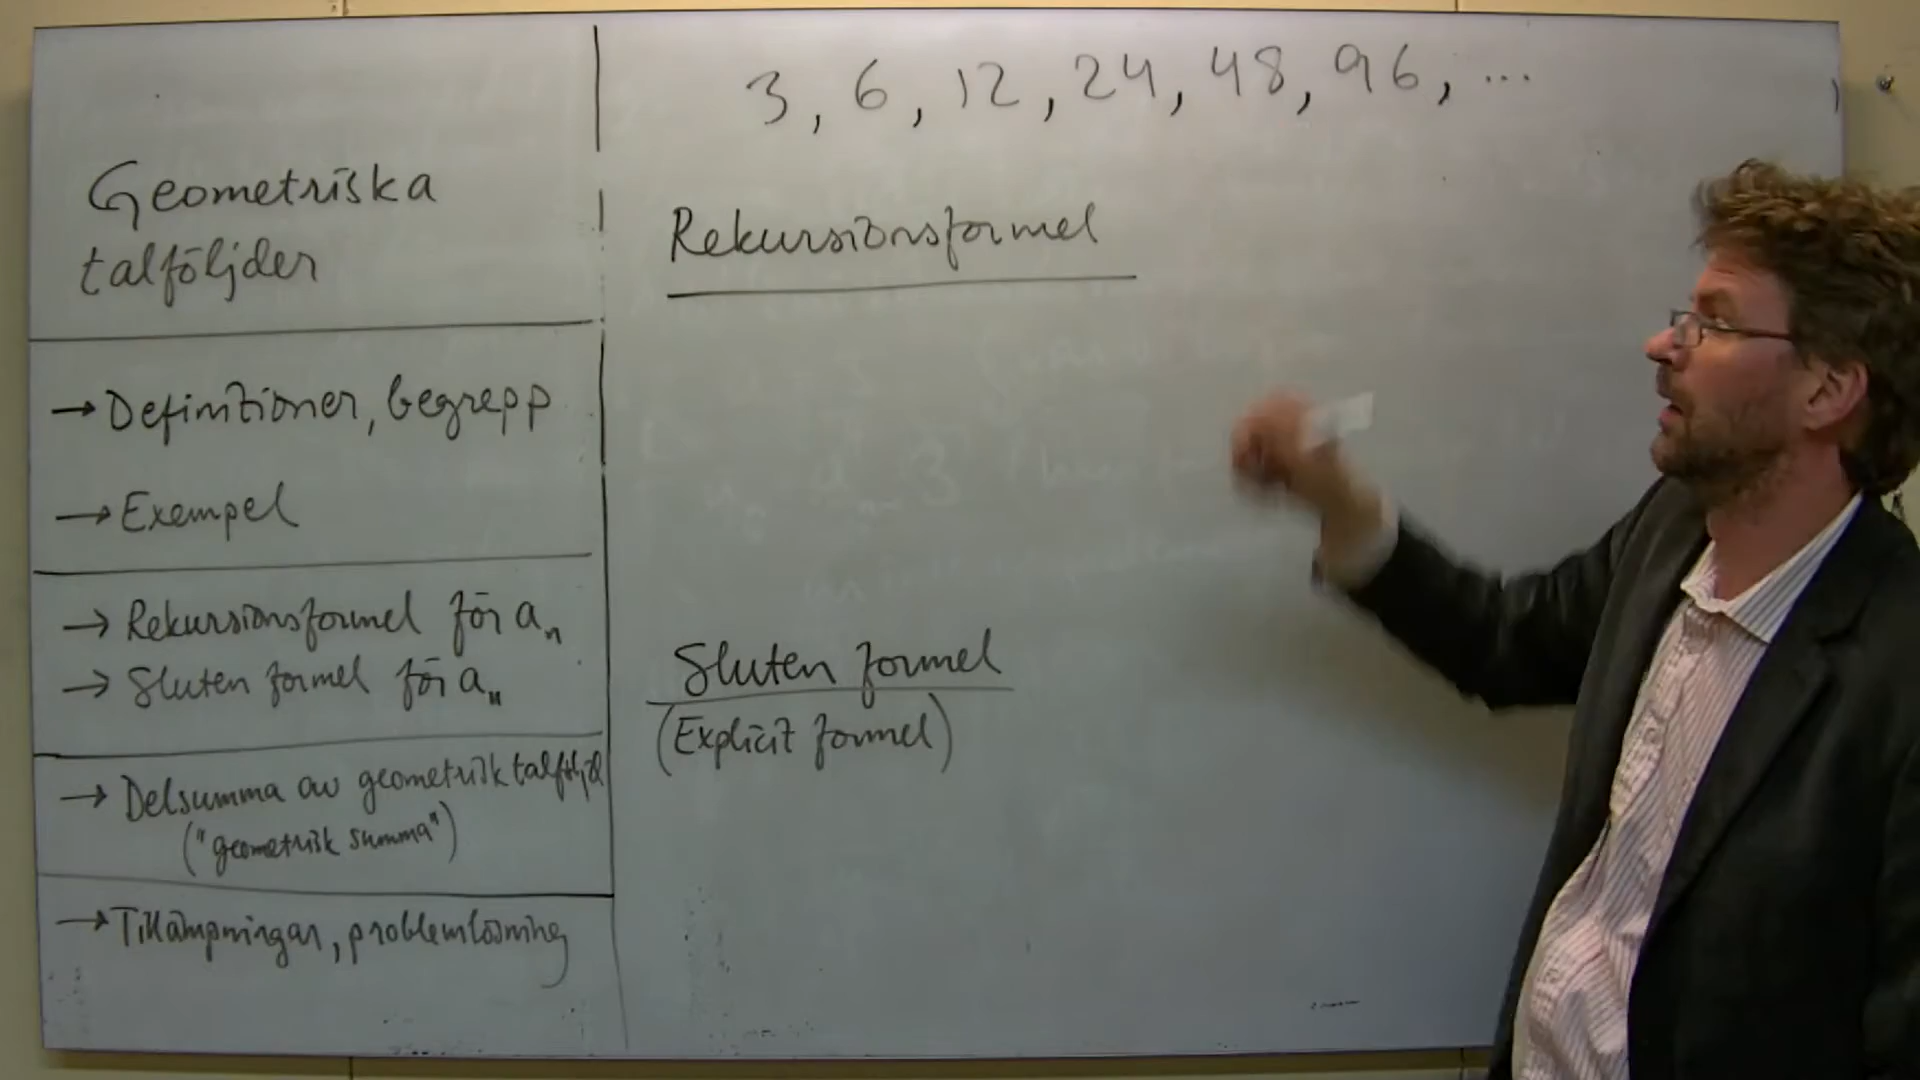 Geometriska
talföljder
→ Definitioner, begrepp
→ Exempel
→ Rekursionsformel för aₙ
→ Sluten formel för aₙ
→ Delsumma av geometrisk talföljd
("geometrisk summa")
→ Tillämpningar, problemlösning
3, 6, 12, 24, 48, 96, ...
Rekursionsformel
Sluten formel
(Explicit formel)